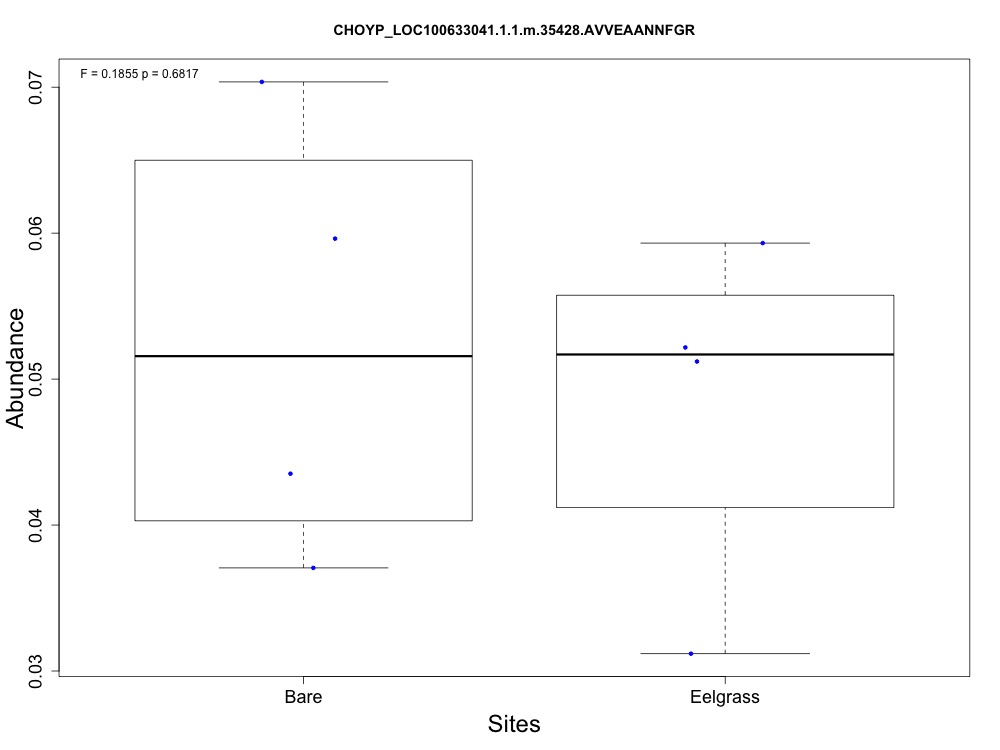 CHOYP_LOC100633041.1.1.m.35428.AVVEAANNFGR
F = 0.1855 p = 0.6817
0.07
0.06
0.05
0.04
0.03
Abundance
Bare
Eelgrass
Sites